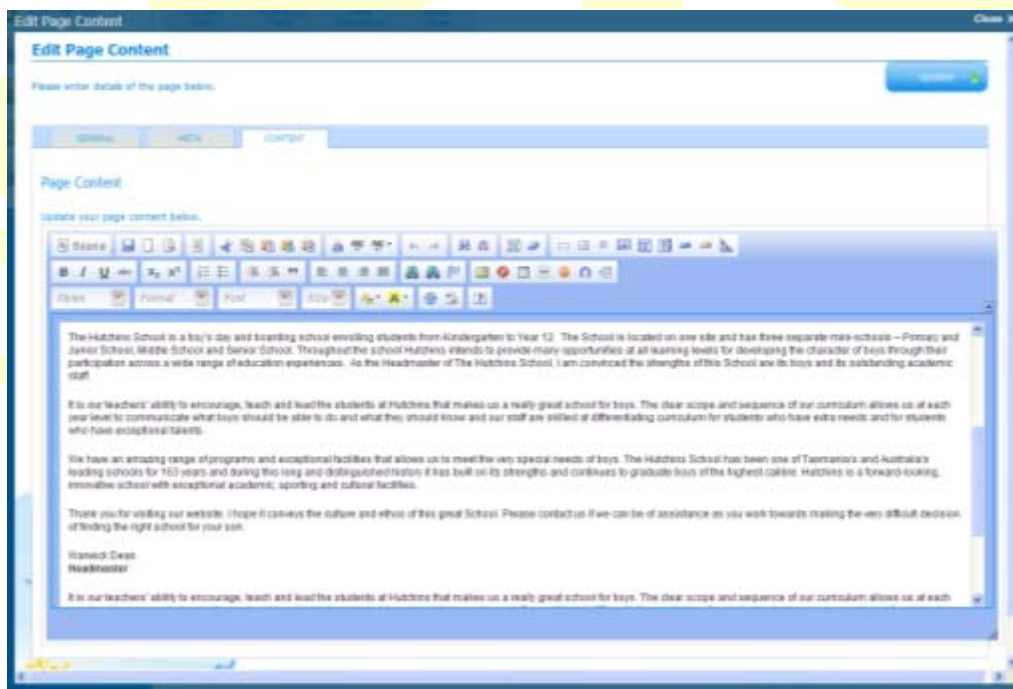 Edit Page Content
Close X
Edit Page Content
Please enter details of the page below.
GENERAL META CONTENT
Page Content
Update your page content below.
Source
B I U
Styles Format Font Size
The Hutchins School is a boy's day and boarding school enrolling students from Kindergarten to Year 12. The School is located on one site and has three separate mini-schools – Primary and
Junior School, Middle School and Senior School. Throughout the school Hutchins intends to provide many opportunities at all learning levels for developing the character of boys through their
participation across a wide range of education experiences. As the Headmaster of The Hutchins School, I am convinced the strengths of this School are its boys and its outstanding academic
staff.
It is our teachers' ability to encourage, teach and lead the students at Hutchins that makes us a really great school for boys. The clear scope and sequence of our curriculum allows us at each
year level to communicate what boys should be able to do and what they should know and our staff are skilled at differentiating curriculum for students who have extra needs and for students
who have exceptional talents.
We have an amazing range of programs and exceptional facilities that allows us to meet the very special needs of boys. The Hutchins School has been one of Tasmania's and Australia's
leading schools for 163 years and during this long and distinguished history it has built on its strengths and continues to graduate boys of the highest calibre. Hutchins is a forward-looking,
innovative school with exceptional academic, sporting and cultural facilities.
Thank you for visiting our website. I hope it conveys the culture and ethos of this great School. Please contact us if we can be of assistance as you work towards making the very difficult decision
of finding the right school for your son.
Warwick Dean
Headmaster
It is our teachers' ability to encourage, teach and lead the students at Hutchins that makes us a really great school for boys. The clear scope and sequence of our curriculum allows us at each